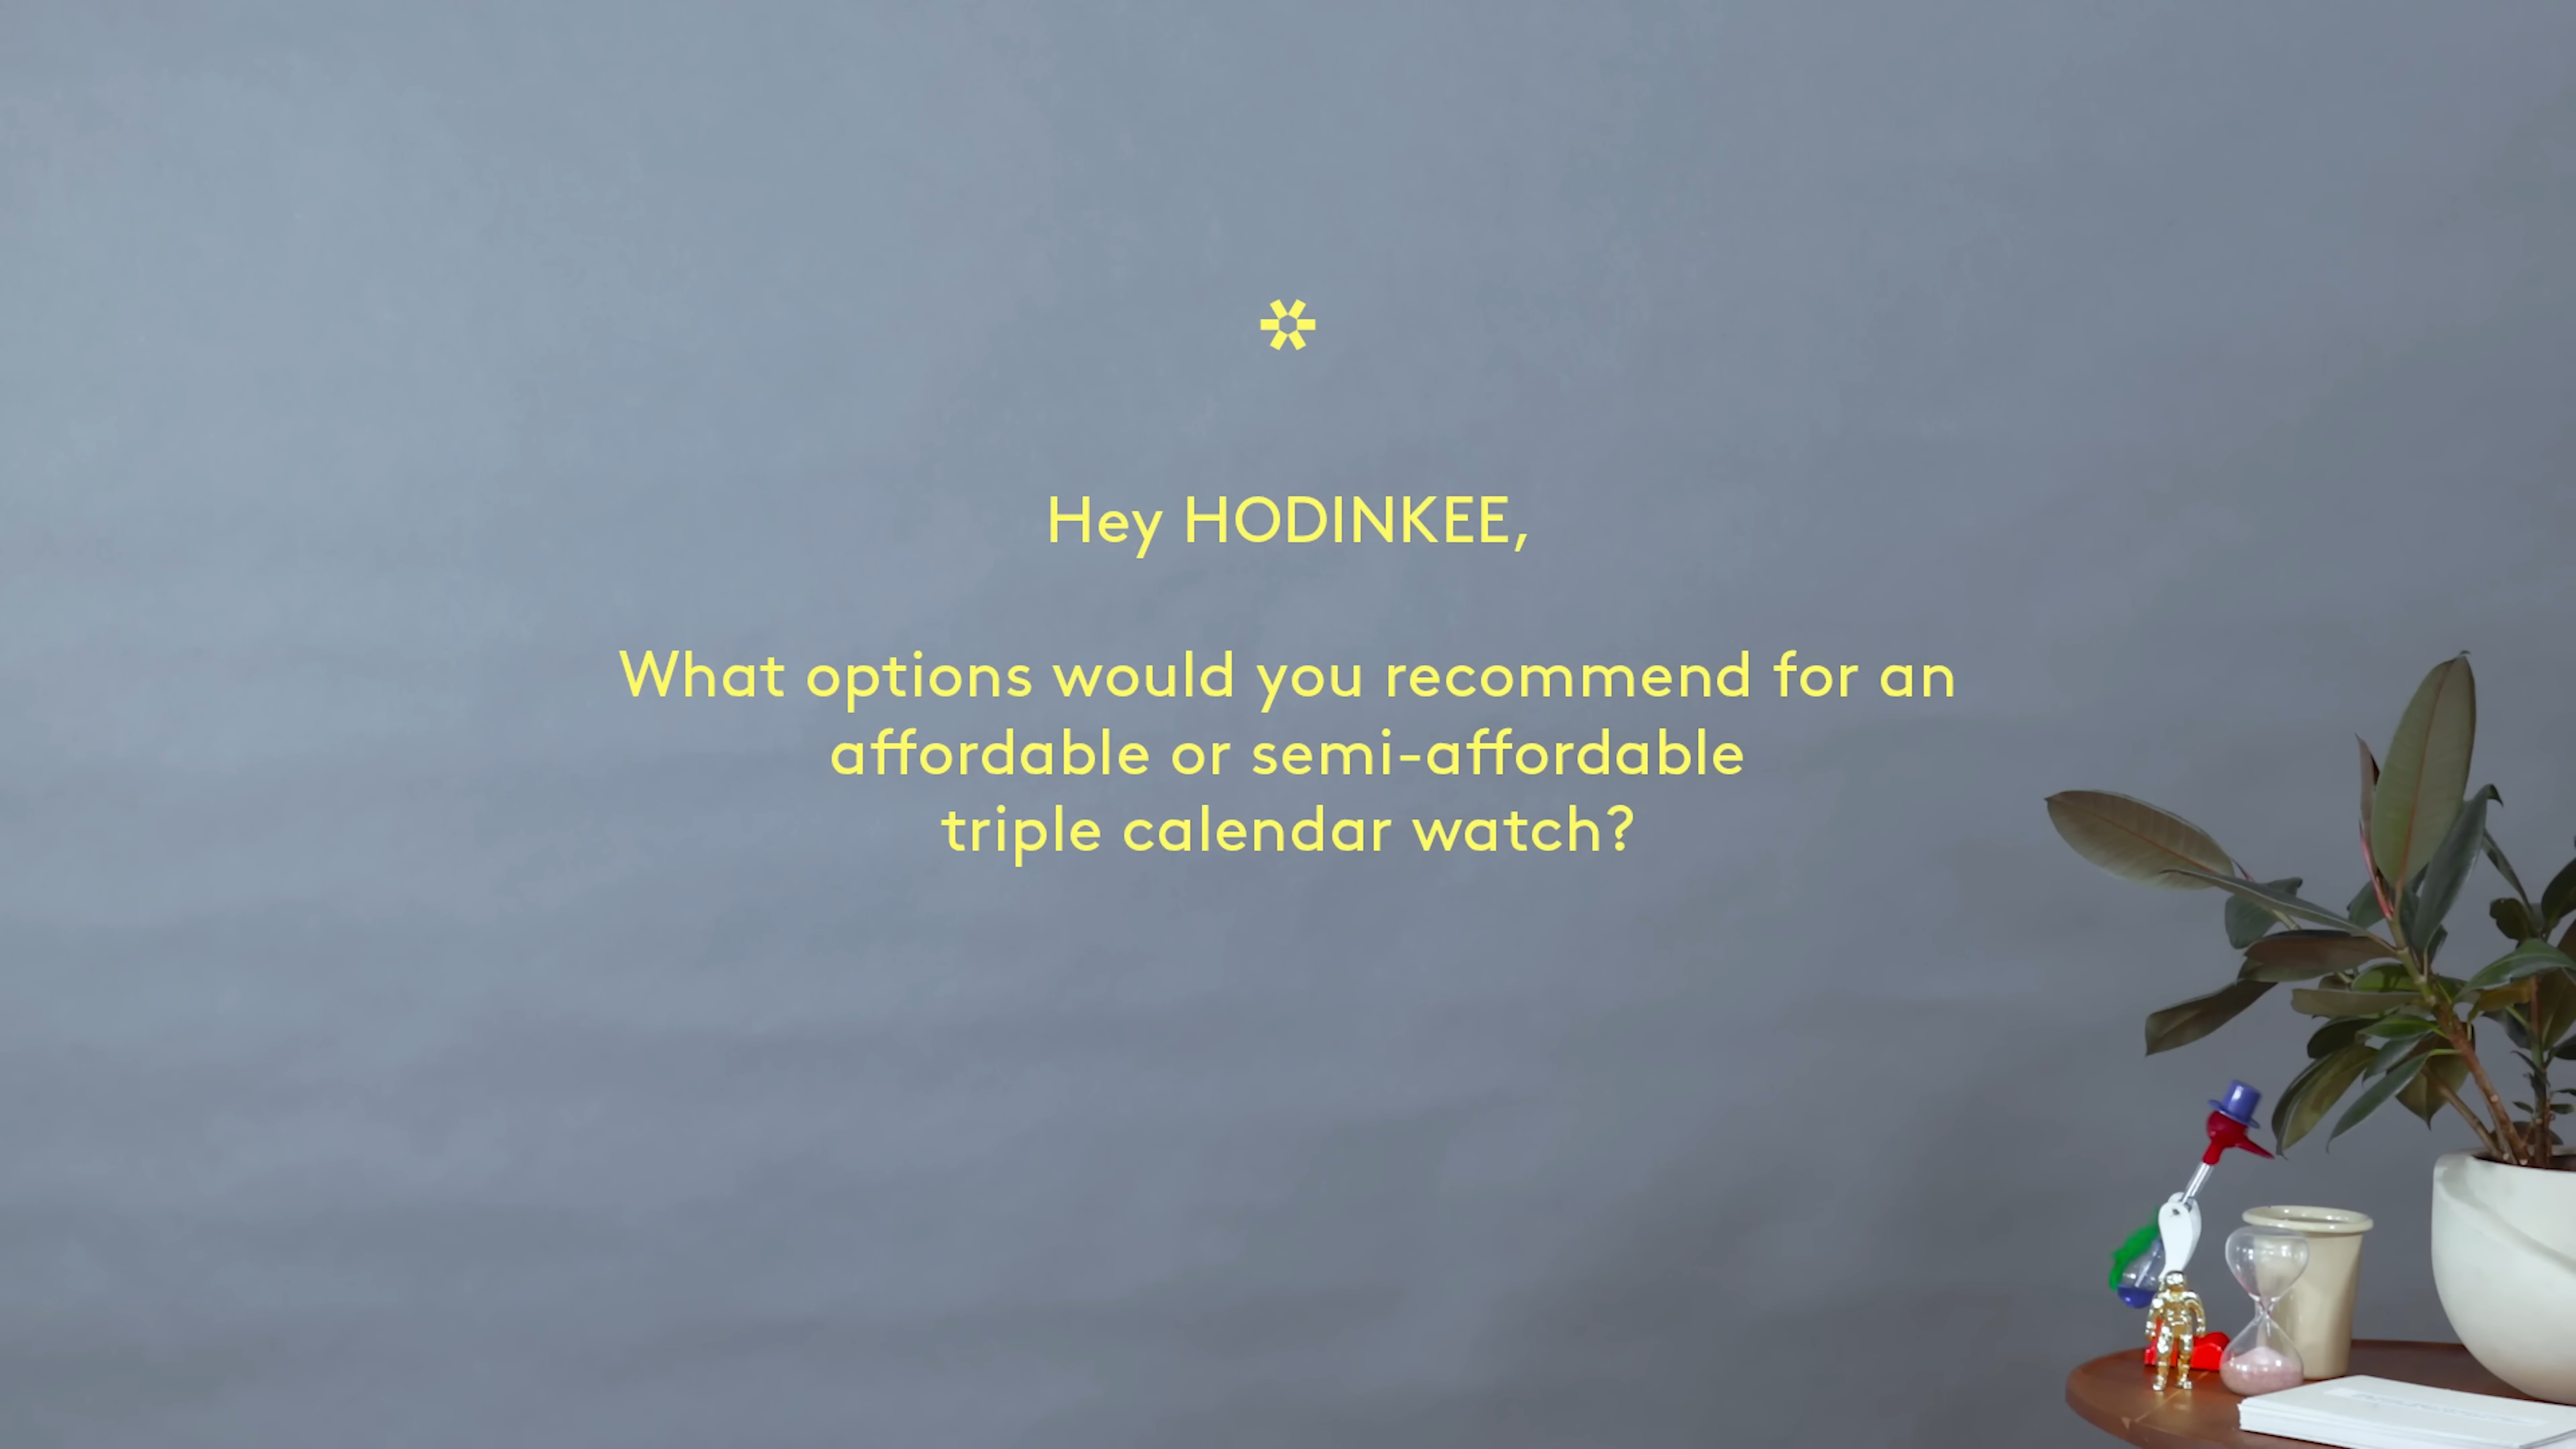 Hey HODINKEE,
What options would you recommend for an
affordable or semi-affordable
triple calendar watch?